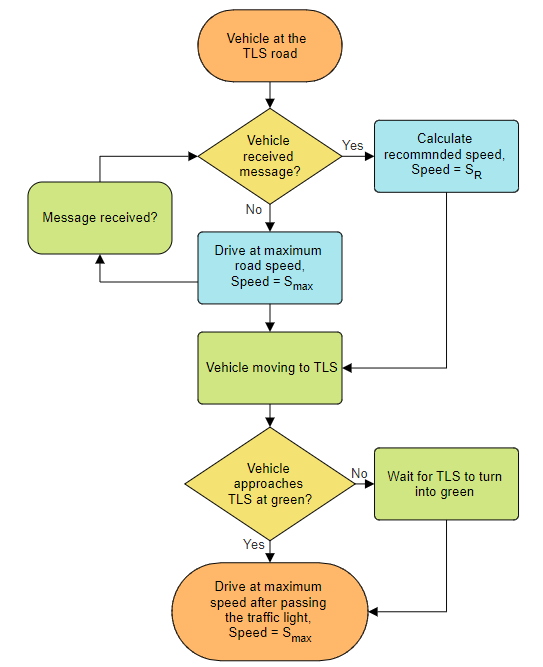 Vehicle at the
TLS road
Vehicle
received
message?
Yes
Calculate
recommnded speed,
Speed = SR
No
Message received?
Drive at maximum
road speed,
Speed = Smax
Vehicle moving to TLS
Vehicle
approaches
TLS at green?
No
Wait for TLS to turn
into green
Yes
Drive at maximum
speed after passing
the traffic light,
Speed = Smax